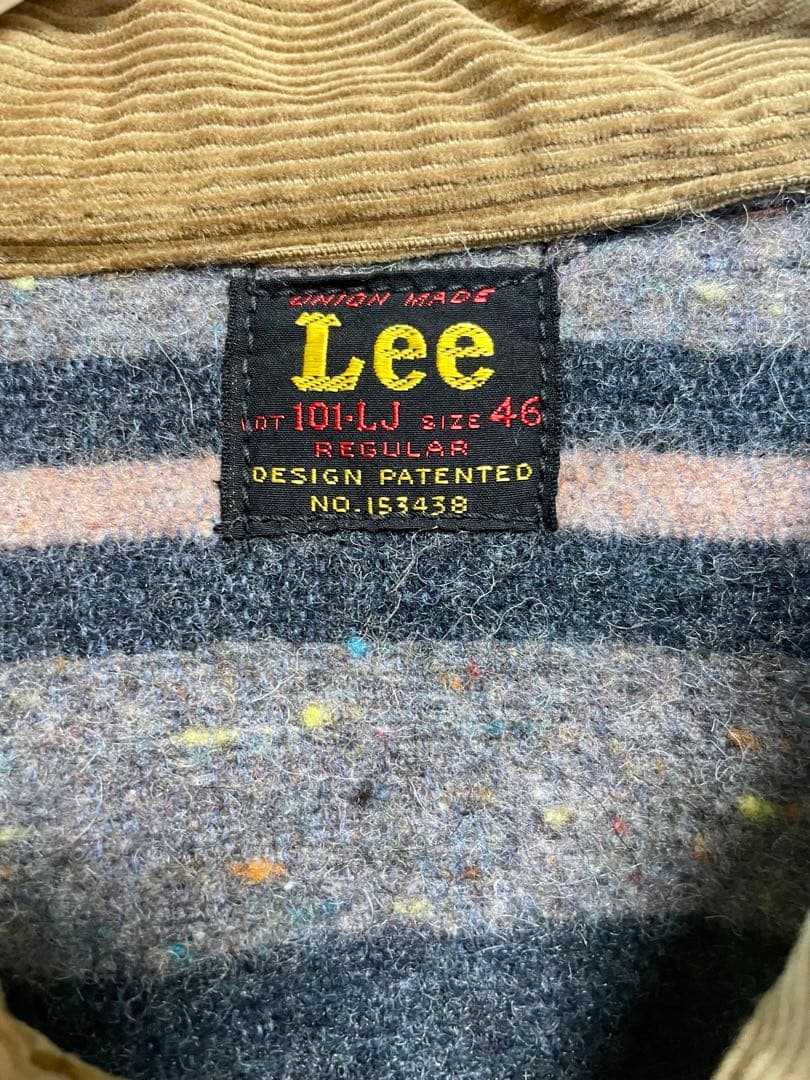 UNION MADE
Lee
LOT 101-LJ SIZE 46
REGULAR
DESIGN PATENTED
NO.153438